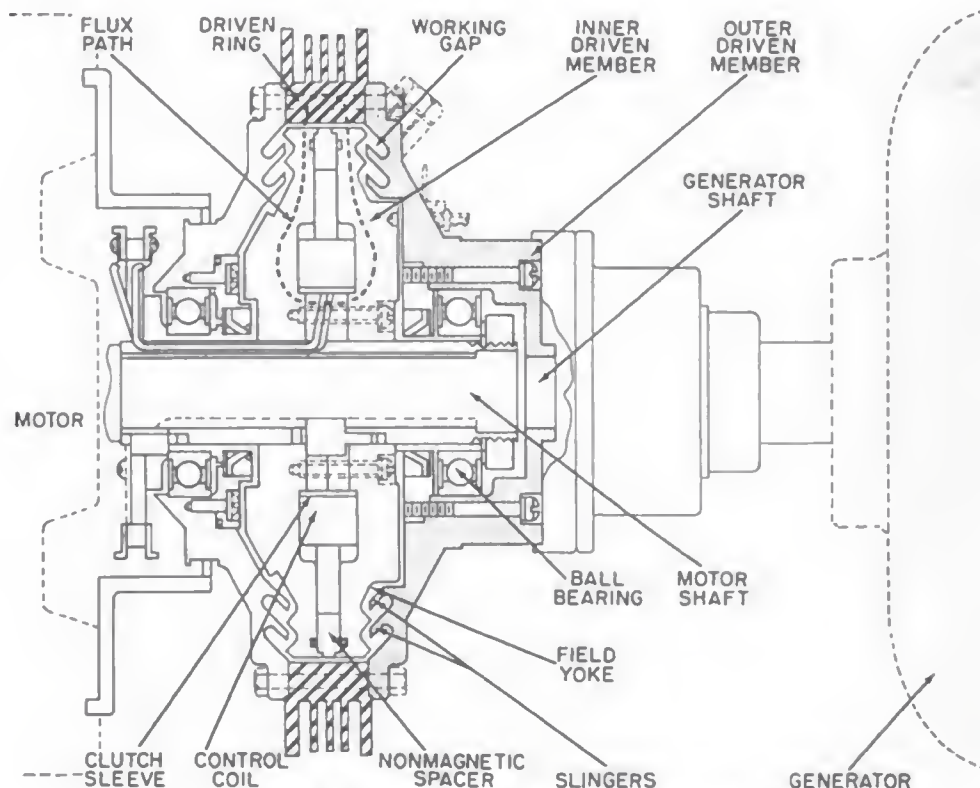 FLUX
PATH
DRIVEN
RING
WORKING
GAP
INNER
DRIVEN
MEMBER
OUTER
DRIVEN
MEMBER
GENERATOR
SHAFT
MOTOR
BALL
BEARING
MOTOR
SHAFT
FIELD
YOKE
CLUTCH
SLEEVE
CONTROL
COIL
NONMAGNETIC
SPACER
SLINGERS
GENERATOR